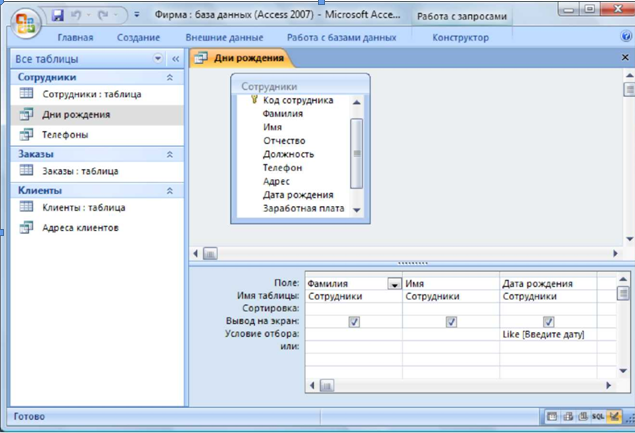 Фирма : база данных (Access 2007) - Microsoft Acce... Работа с запросами
Главная Создание Внешние данные Работа с базами данных Конструктор
Все таблицы
Сотрудники
Сотрудники : таблица
Дни рождения
Телефоны
Заказы
Заказы : таблица
Клиенты
Клиенты : таблица
Адреса клиентов
Дни рождения
Сотрудники
Код сотрудника
Фамилия
Имя
Отчество
Должность
Телефон
Адрес
Дата рождения
Заработная плата
Поле: Фамилия Имя Дата рождения
Имя таблицы: Сотрудники Сотрудники Сотрудники
Сортировка:
Вывод на экран:
Условие отбора: Like [Введите дату]
или:
Готово SQL